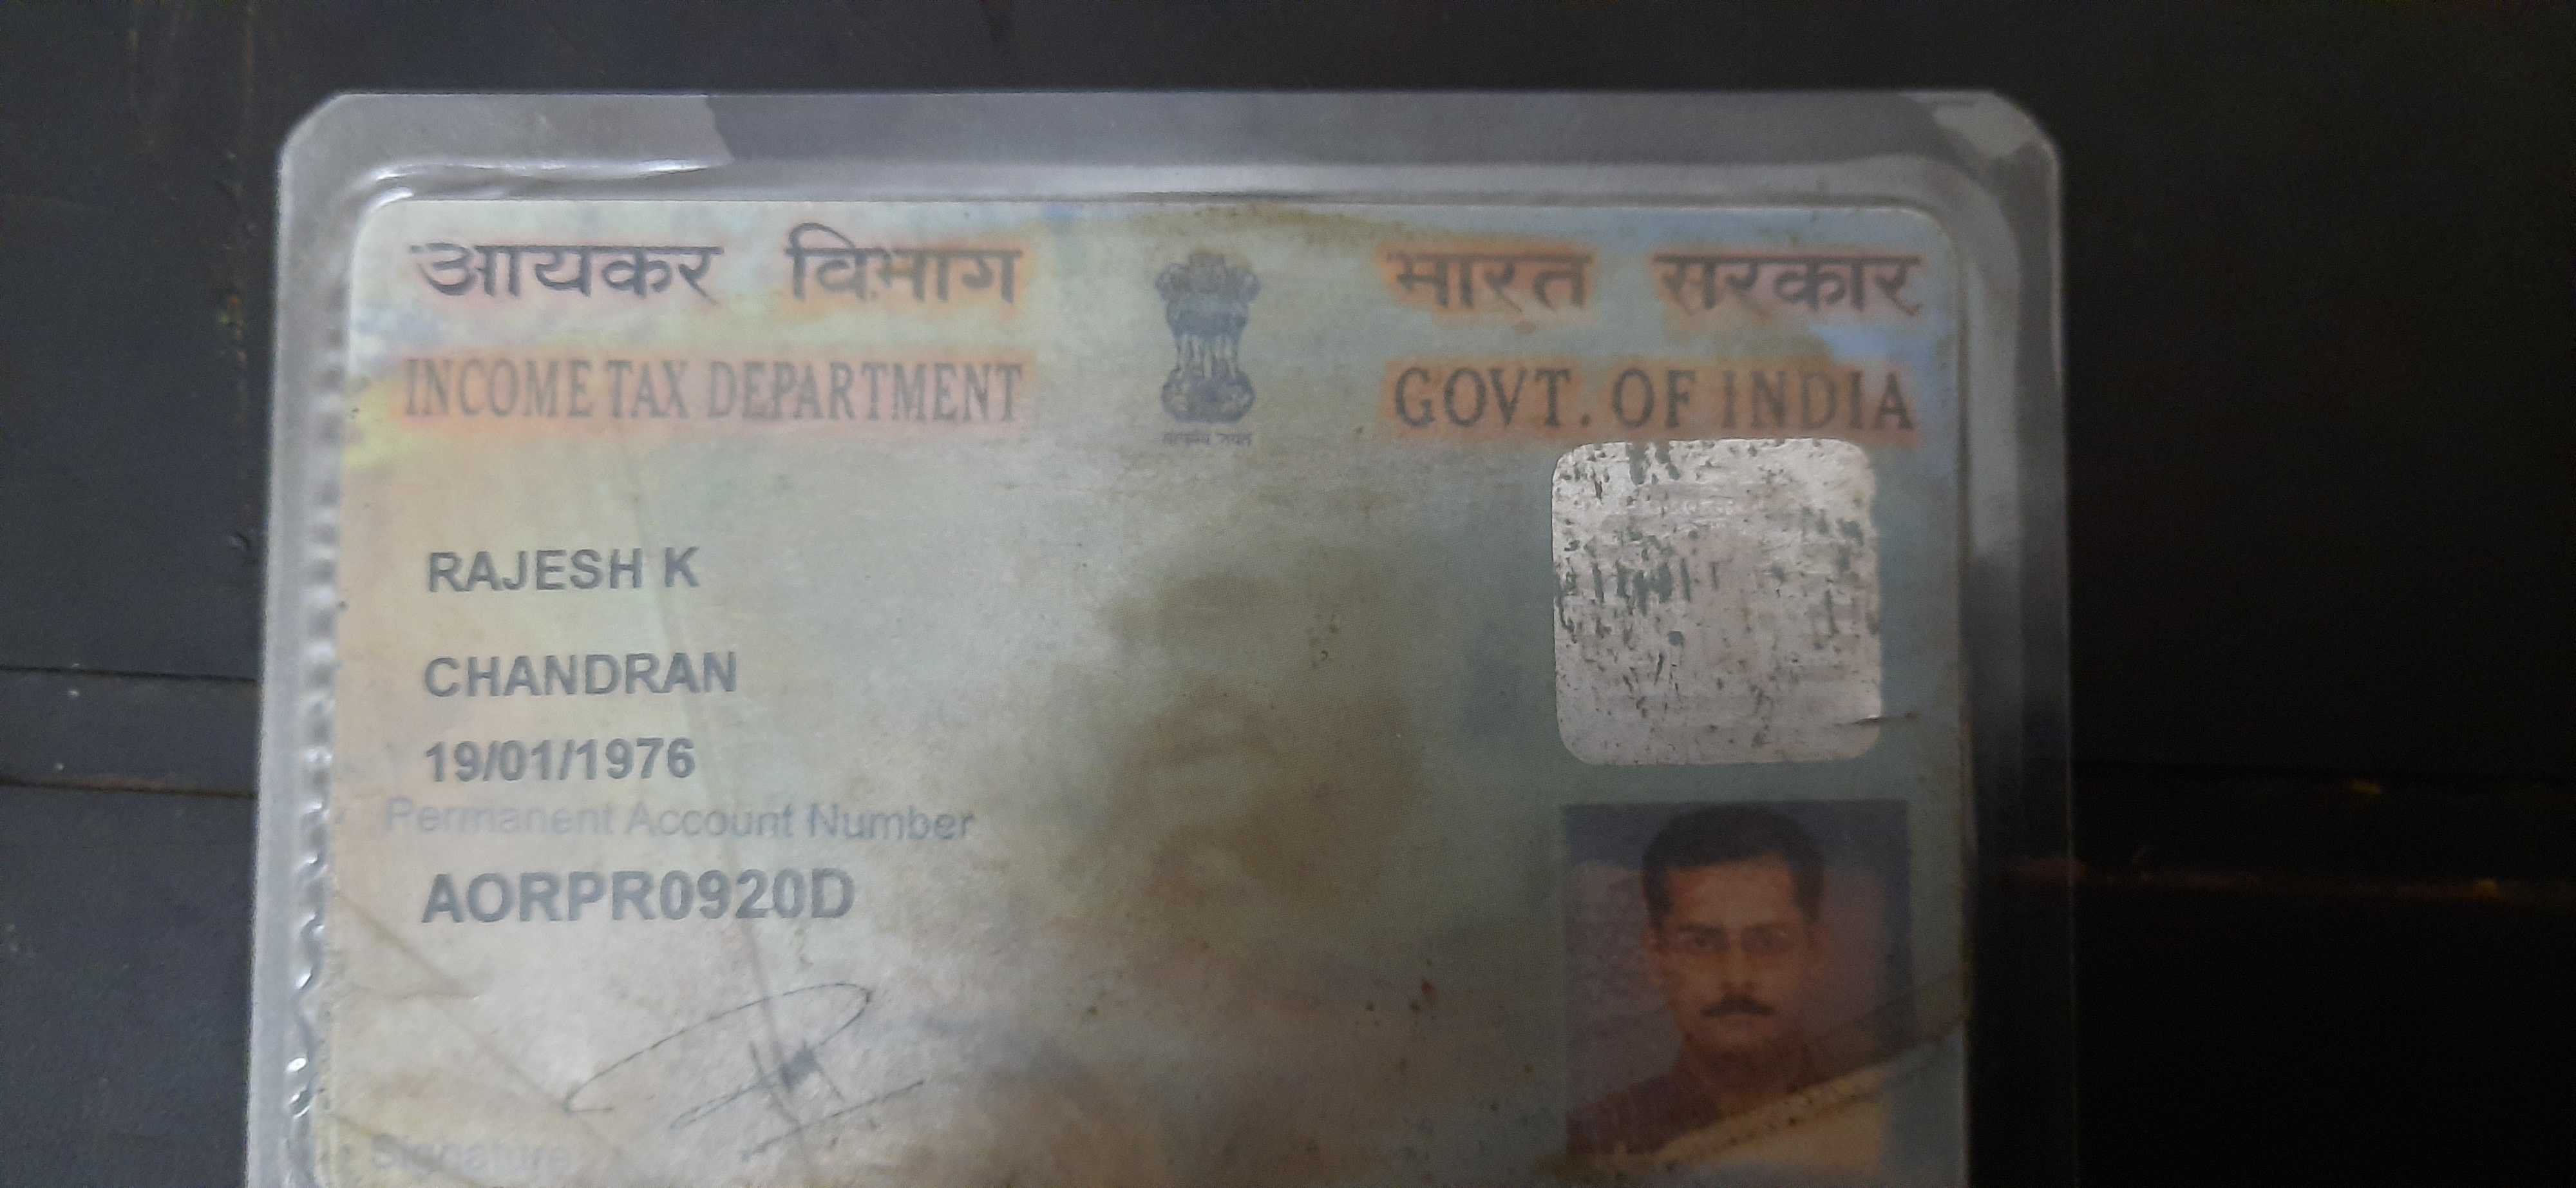 आयकर विभाग भारत सरकार
INCOME TAX DEPARTMENT GOVT. OF INDIA
सत्यमेव जयते
RAJESH K
CHANDRAN
19/01/1976
Permanent Account Number
AORPR0920D
Signature